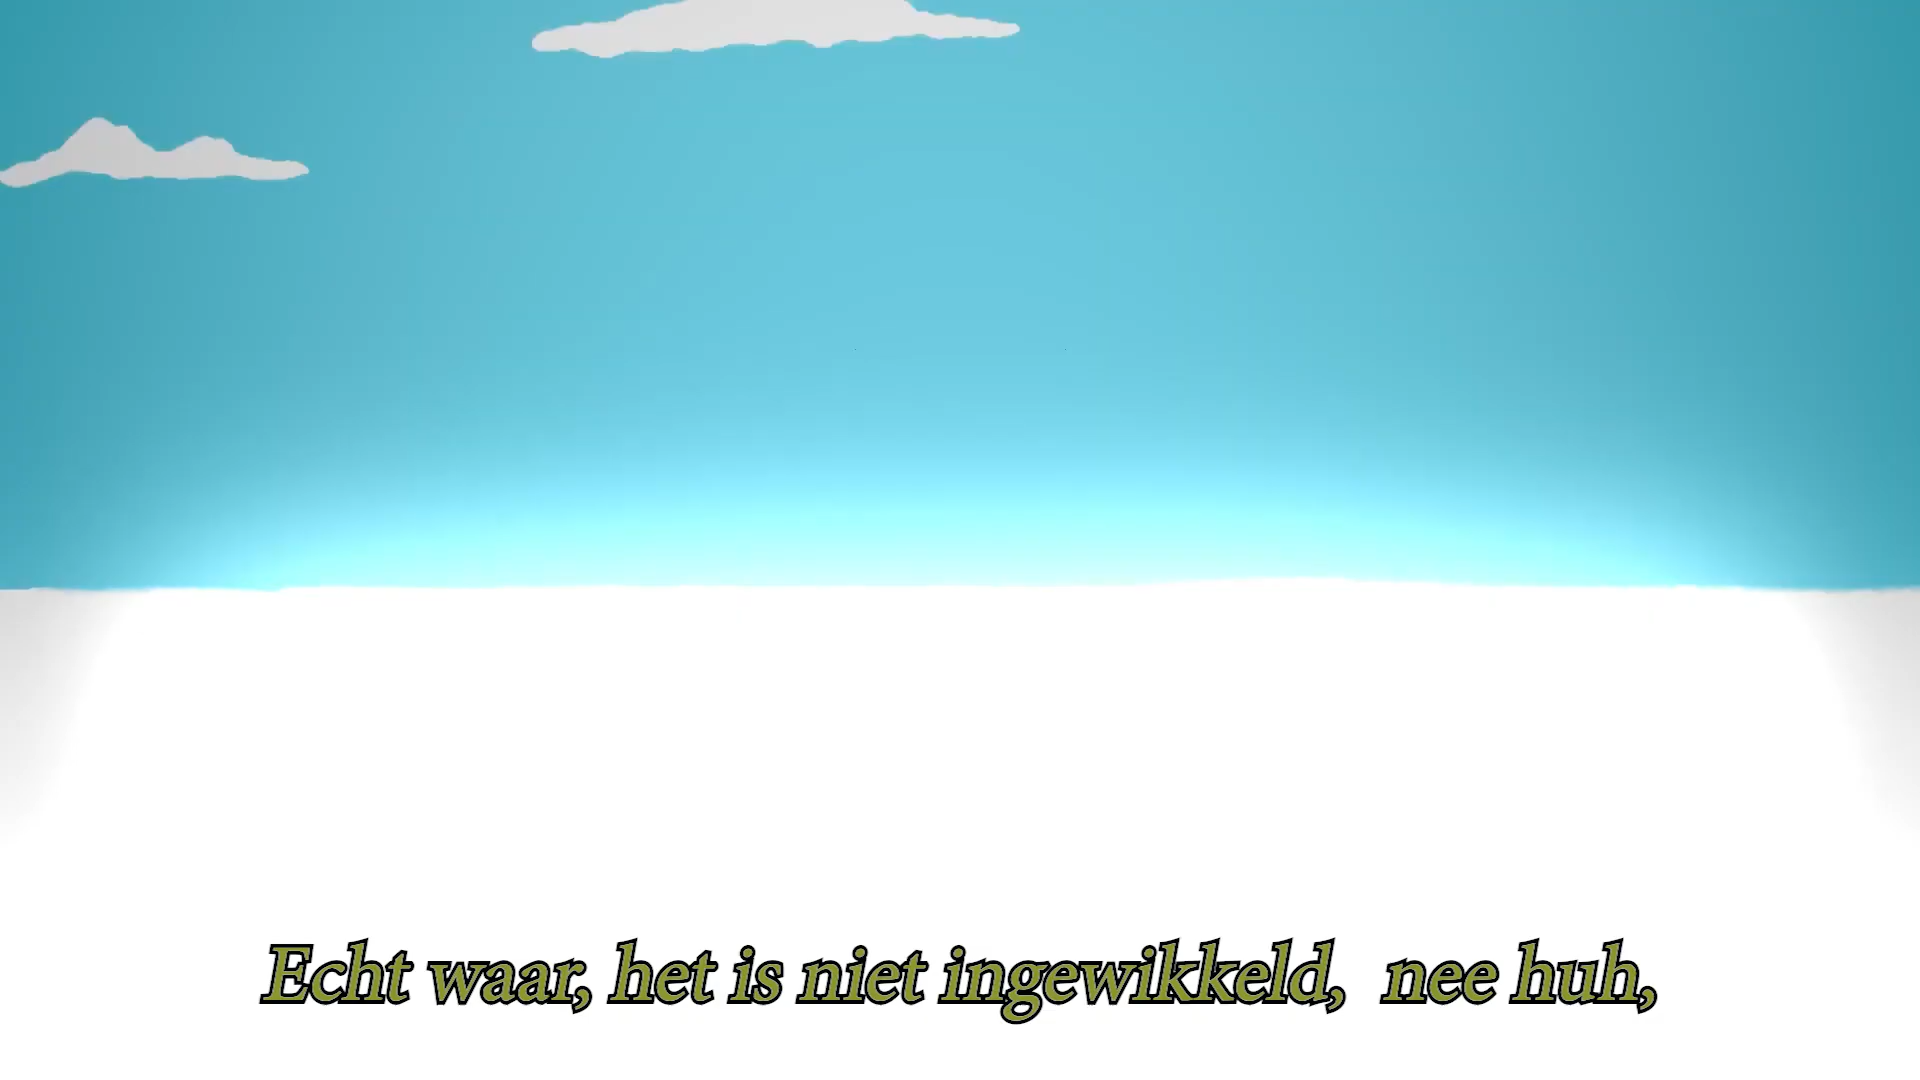 Echt waar, het is niet ingewikkeld,  nee huh,